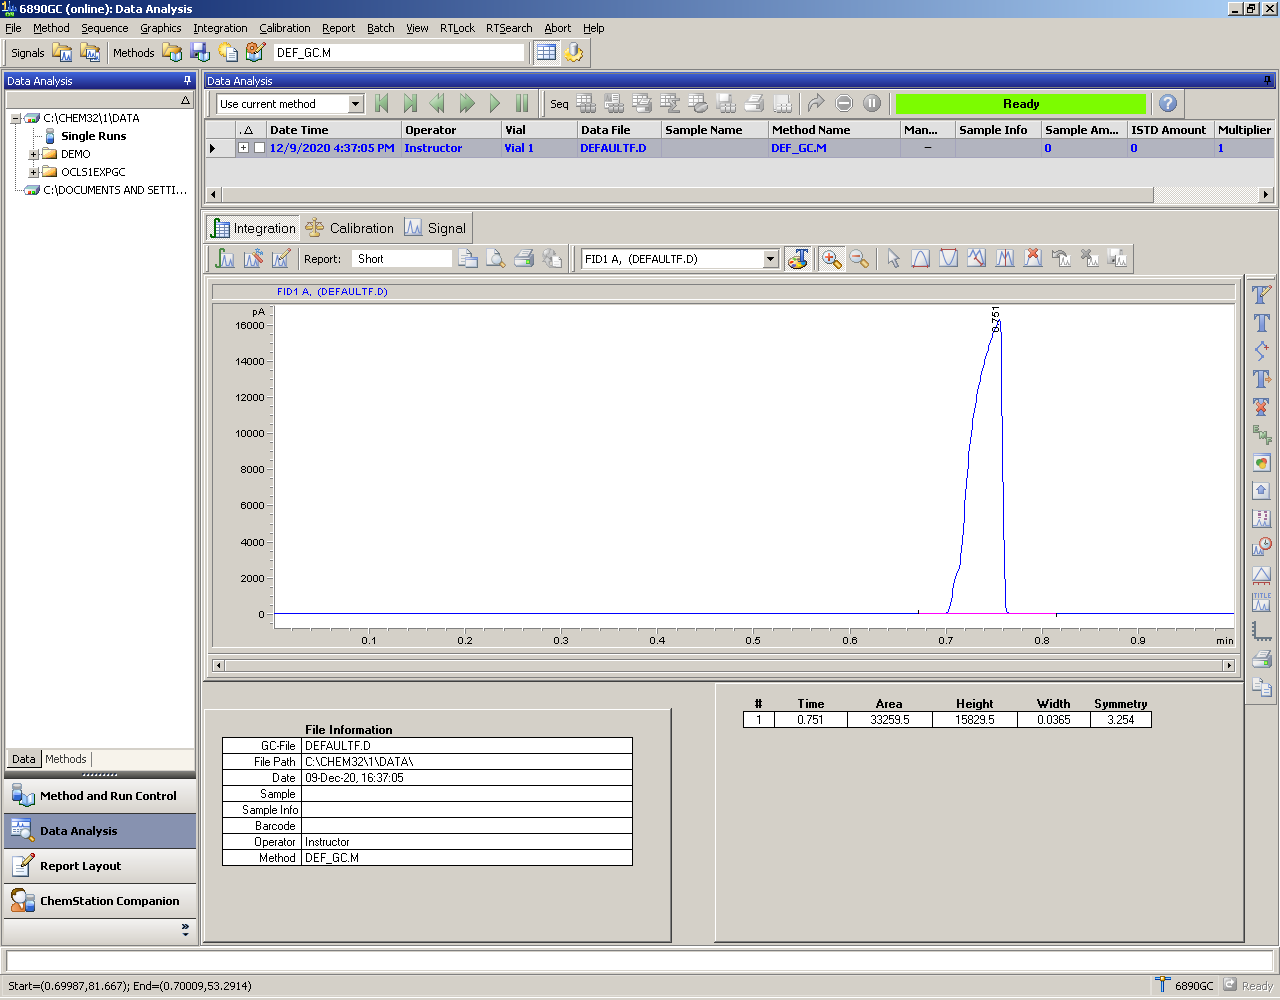 6890GC (online): Data Analysis
File Method Sequence Graphics Integration Calibration Report Batch View RTLock RTSearch Abort Help
Signals Methods DEF_GC.M
Data Analysis
Data Analysis
Use current method Seq Ready
C:\CHEM32\1\DATA
Single Runs
DEMO
OCLS1EXPGC
C:\DOCUMENTS AND SETTI...
Date Time Operator Vial Data File Sample Name Method Name Man... Sample Info Sample Am... ISTD Amount Multiplier
12/9/2020 4:37:05 PM Instructor Vial 1 DEFAULTF.D DEF_GC.M – 0 0 1
Integration Calibration Signal
Report: Short FID1 A, (DEFAULTF.D)
FID1 A, (DEFAULTF.D)
pA
16000
14000
12000
10000
8000
6000
4000
2000
0
0.751
0.1 0.2 0.3 0.4 0.5 0.6 0.7 0.8 0.9 min
TITLE
File Information
GC-File DEFAULTF.D
File Path C:\CHEM32\1\DATA\
Date 09-Dec-20, 16:37:05
Sample
Sample Info
Barcode
Operator Instructor
Method DEF_GC.M
# Time Area Height Width Symmetry
1 0.751 33259.5 15829.5 0.0365 3.254
Data Methods
Method and Run Control
Data Analysis
Report Layout
ChemStation Companion
Start=(0.69987,81.667); End=(0.70009,53.2914)
6890GC Ready